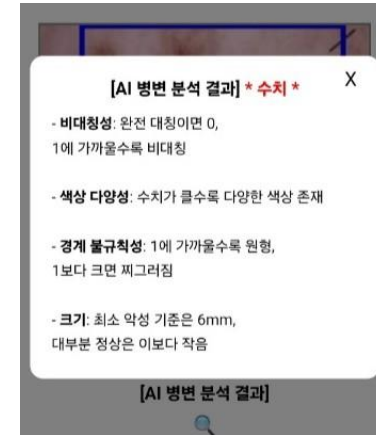 X
[AI 병변 분석 결과] * 수치 *
- 비대칭성: 완전 대칭이면 0,
1에 가까울수록 비대칭
- 색상 다양성: 수치가 클수록 다양한 색상 존재
- 경계 불규칙성: 1에 가까울수록 원형,
1보다 크면 찌그러짐
- 크기: 최소 악성 기준은 6mm,
대부분 정상은 이보다 작음
[AI 병변 분석 결과]